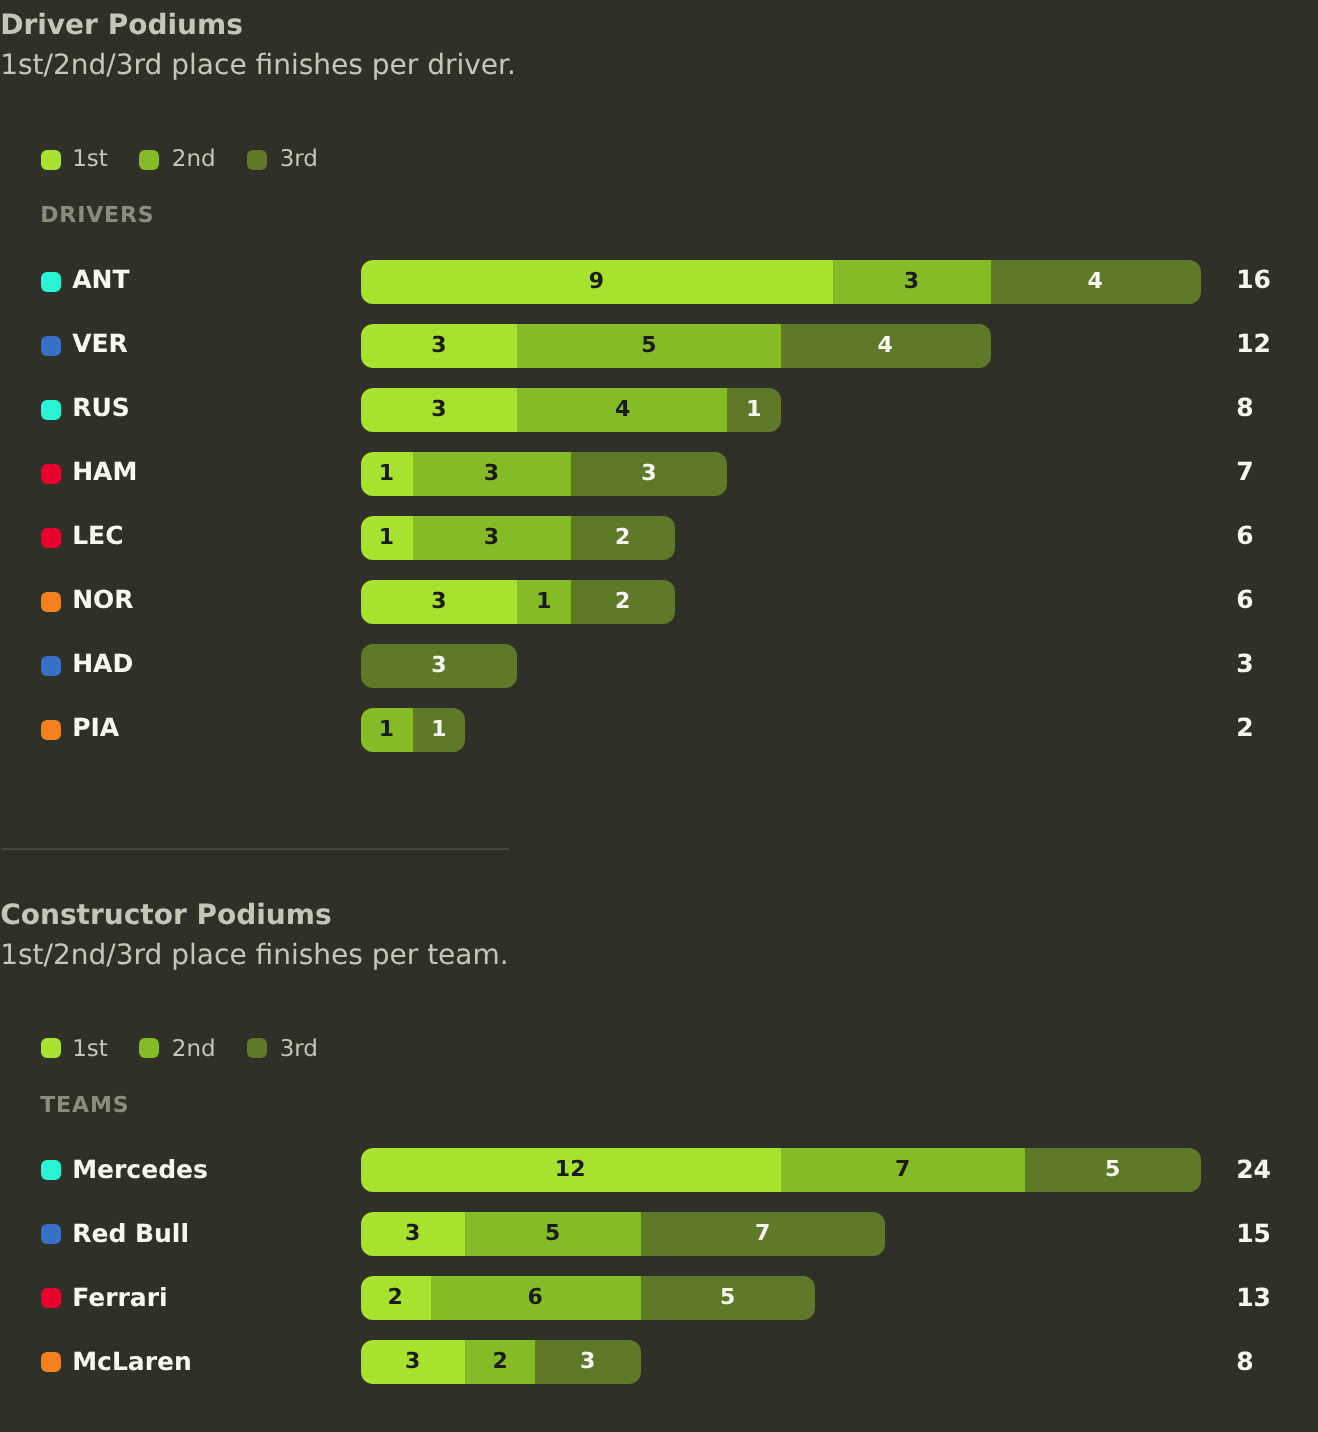 Driver Podiums
1st/2nd/3rd place finishes per driver.
1st 2nd 3rd
DRIVERS
ANT 9 3 4 16
VER 3 5 4 12
RUS 3 4 1 8
HAM 1 3 3 7
LEC 1 3 2 6
NOR 3 1 2 6
HAD 3 3
PIA 1 1 2
Constructor Podiums
1st/2nd/3rd place finishes per team.
1st 2nd 3rd
TEAMS
Mercedes 12 7 5 24
Red Bull 3 5 7 15
Ferrari 2 6 5 13
McLaren 3 2 3 8